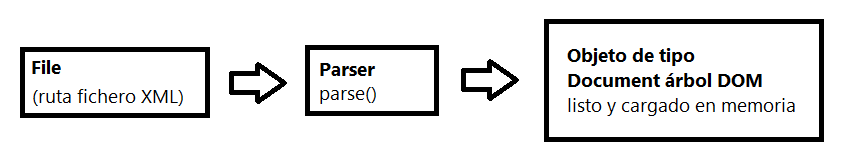 File
(ruta fichero XML)
Parser
parse()
Objeto de tipo
Document árbol DOM
listo y cargado en memoria